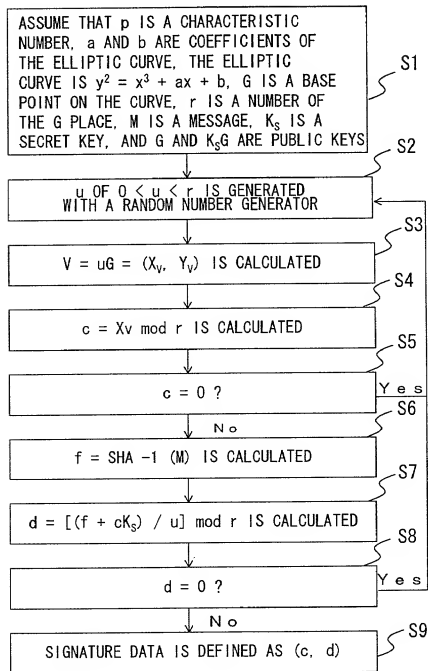 ASSUME THAT p IS A CHARACTERISTIC
NUMBER, a AND b ARE COEFFICIENTS OF
THE ELLIPTIC CURVE, THE ELLIPTIC
CURVE IS y² = x³ + ax + b, G IS A BASE
POINT ON THE CURVE, r IS A NUMBER OF
THE G PLACE, M IS A MESSAGE, Kₛ IS A
SECRET KEY, AND G AND KₛG ARE PUBLIC KEYS
S1
S2
u OF 0 < u < r IS GENERATED
WITH A RANDOM NUMBER GENERATOR
S3
V = uG = (Xᵥ, Yᵥ) IS CALCULATED
S4
c = Xv mod r IS CALCULATED
S5
c = 0 ?
Yes
No
S6
f = SHA -1 (M) IS CALCULATED
S7
d = [(f + cKₛ) / u] mod r IS CALCULATED
S8
d = 0 ?
Yes
No
S9
SIGNATURE DATA IS DEFINED AS (c, d)